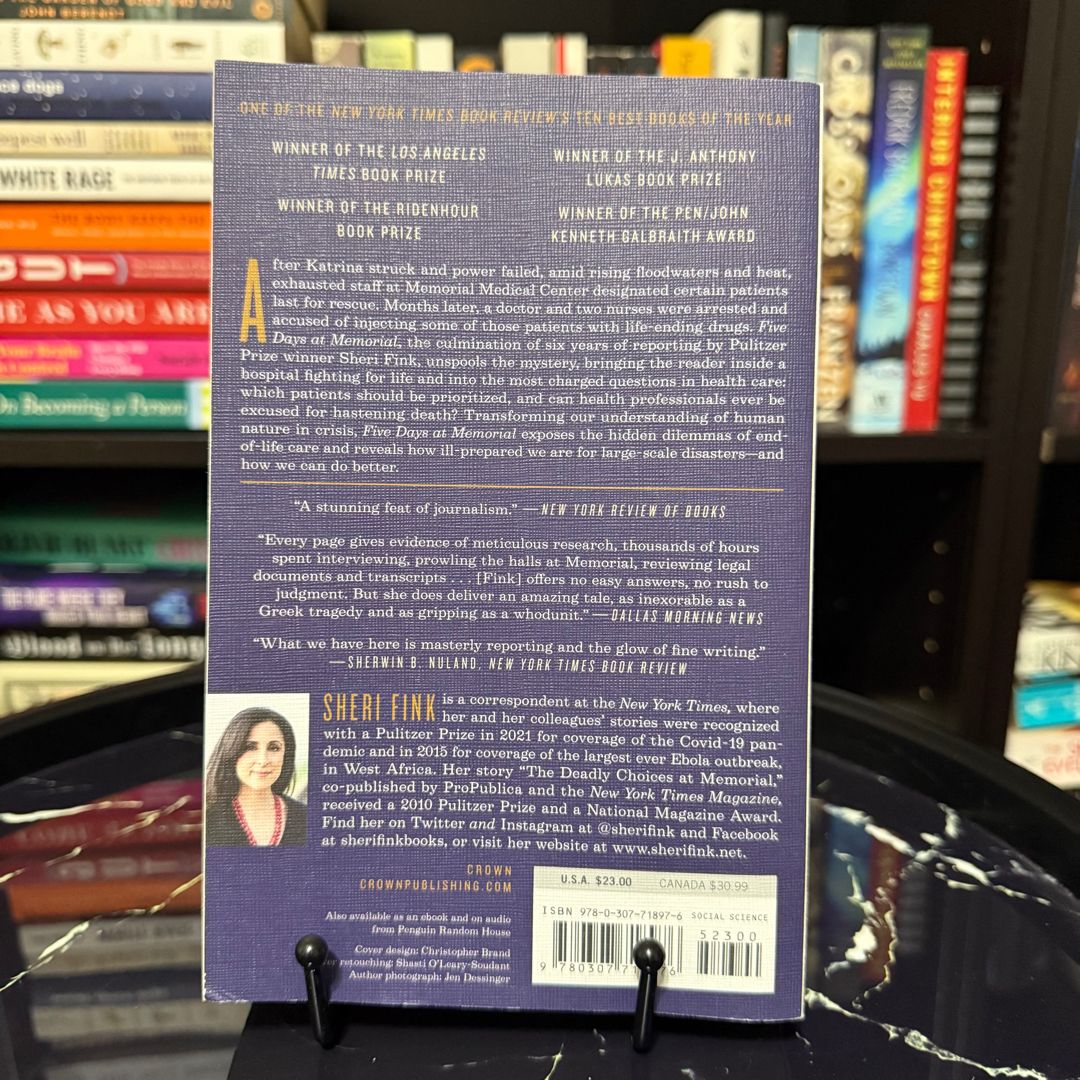 ONE OF THE NEW YORK TIMES BOOK REVIEW'S TEN BEST BOOKS OF THE YEAR
WINNER OF THE LOS ANGELES
TIMES BOOK PRIZE
WINNER OF THE J. ANTHONY
LUKAS BOOK PRIZE
WINNER OF THE RIDENHOUR
BOOK PRIZE
WINNER OF THE PEN/JOHN
KENNETH GALBRAITH AWARD
After Katrina struck and power failed, amid rising floodwaters and heat,
exhausted staff at Memorial Medical Center designated certain patients
last for rescue. Months later, a doctor and two nurses were arrested and
accused of injecting some of those patients with life-ending drugs. Five
Days at Memorial, the culmination of six years of reporting by Pulitzer
Prize winner Sheri Fink, unspools the mystery, bringing the reader inside a
hospital fighting for life and into the most charged questions in health care:
which patients should be prioritized, and can health professionals ever be
excused for hastening death? Transforming our understanding of human
nature in crisis, Five Days at Memorial exposes the hidden dilemmas of end-
of-life care and reveals how ill-prepared we are for large-scale disasters—and
how we can do better.
“A stunning feat of journalism.” —NEW YORK REVIEW OF BOOKS
“Every page gives evidence of meticulous research, thousands of hours
spent interviewing, prowling the halls at Memorial, reviewing legal
documents and transcripts . . . [Fink] offers no easy answers, no rush to
judgment. But she does deliver an amazing tale, as inexorable as a
Greek tragedy and as gripping as a whodunit.” —DALLAS MORNING NEWS
“What we have here is masterly reporting and the glow of fine writing.”
—SHERWIN B. NULAND, NEW YORK TIMES BOOK REVIEW
SHERI FINK is a correspondent at the New York Times, where
her and her colleagues' stories were recognized
with a Pulitzer Prize in 2021 for coverage of the Covid-19 pan-
demic and in 2015 for coverage of the largest ever Ebola outbreak,
in West Africa. Her story “The Deadly Choices at Memorial,”
co-published by ProPublica and the New York Times Magazine,
received a 2010 Pulitzer Prize and a National Magazine Award.
Find her on Twitter and Instagram at @sherifink and Facebook
at sherifinkbooks, or visit her website at www.sherifink.net.
CROWN
CROWNPUBLISHING.COM
Also available as an ebook and on audio
from Penguin Random House
Cover design: Christopher Brand
retouching: Shasti O'Leary-Soudant
Author photograph: Jen Dessinger
U.S.A. $23.00 CANADA $30.99
ISBN 978-0-307-71897-6 SOCIAL SCIENCE
52300
9 780307 7 6
JOHN BERENDT
WHITE RAGE
GUT
AS YOU ARE
On Becoming a Person
CROSSROADS
FRANZEN
INTERIOR CHINATOWN